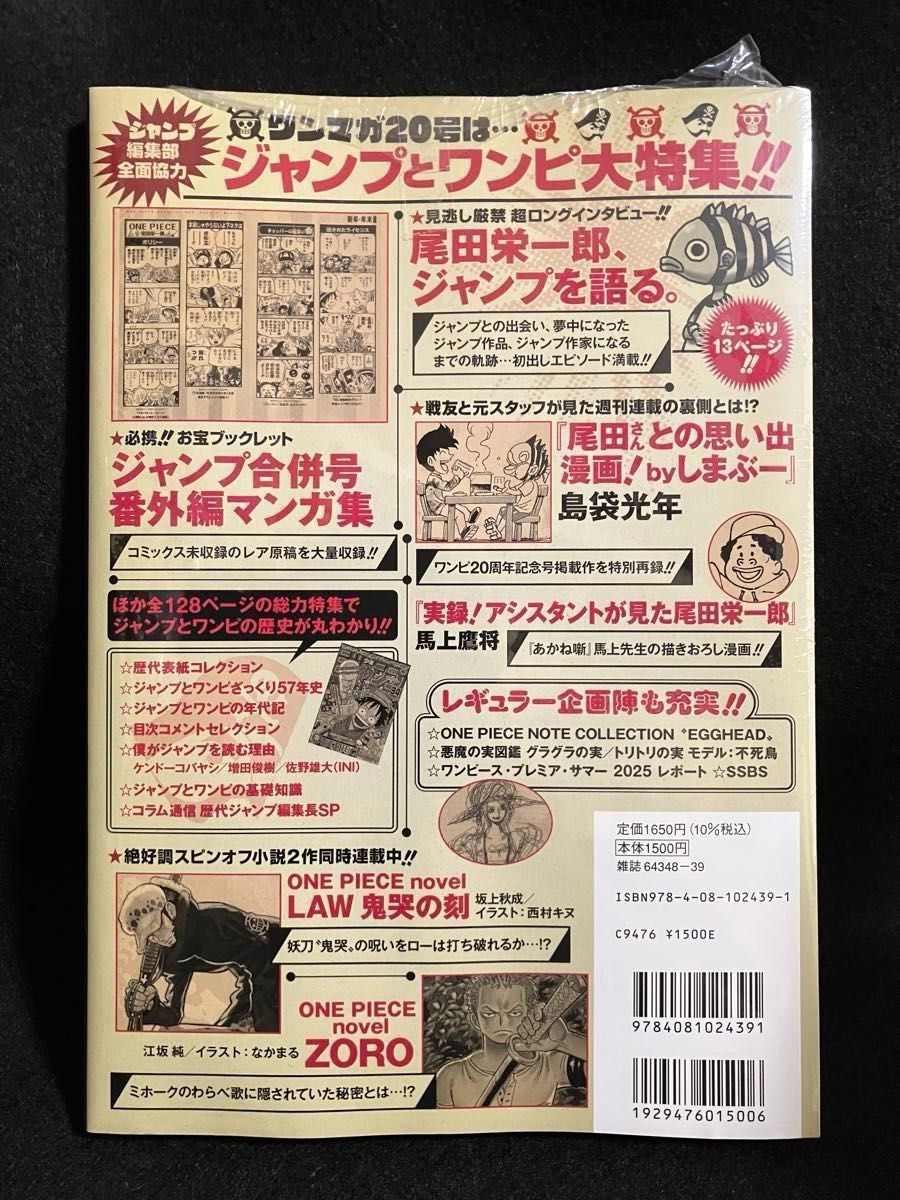 ジャンプ
編集部
全面協力
ワンマガ20号は…
ジャンプとワンピ大特集!!
新年・年末篇
ONE PIECE
ポリシー
★見逃し厳禁 超ロングインタビュー!!
尾田栄一郎、
ジャンプを語る。
ジャンプとの出会い、夢中になった
ジャンプ作品、ジャンプ作家になる
までの軌跡…初出しエピソード満載!!
たっぷり
13ページ
!!
★必携!! お宝ブックレット
ジャンプ合併号
番外編マンガ集
コミックス未収録のレア原稿を大量収録!!
★戦友と元スタッフが見た週刊連載の裏側とは!?
『尾田さんとの思い出
漫画!byしまぶー』
島袋光年
ワンピ20周年記念号掲載作を特別再録!!
『実録!アシスタントが見た尾田栄一郎』
馬上鷹将
『あかね噺』馬上先生の描きおろし漫画!!
ほか全128ページの総力特集で
ジャンプとワンピの歴史が丸わかり!!
☆歴代表紙コレクション
☆ジャンプとワンピざっくり57年史
☆ジャンプとワンピの年代記
☆目次コメントセレクション
☆僕がジャンプを読む理由
ケンドーコバヤシ/増田俊樹/佐野雄大(INI)
☆ジャンプとワンピの基礎知識
☆コラム通信 歴代ジャンプ編集長SP
レギュラー企画陣も充実!!
☆ONE PIECE NOTE COLLECTION 〝EGGHEAD〟
☆悪魔の実図鑑 グラグラの実/トリトリの実 モデル:不死鳥
☆ワンピース・プレミア・サマー 2025 レポート ☆SSBS
★絶好調スピンオフ小説2作同時連載中!!
ONE PIECE novel
LAW 鬼哭の刻
坂上秋成/
イラスト:西村キヌ
妖刀〝鬼哭〟の呪いをローは打ち破れるか…!?
ONE PIECE
novel
ZORO
江坂 純/イラスト:なかまる
ミホークのわらべ歌に隠されていた秘密とは…!?
定価1650円(10%税込)
本体1500円
雑誌 64348-39
ISBN978-4-08-102439-1
C9476 ¥1500E
9784081024391
1929476015006